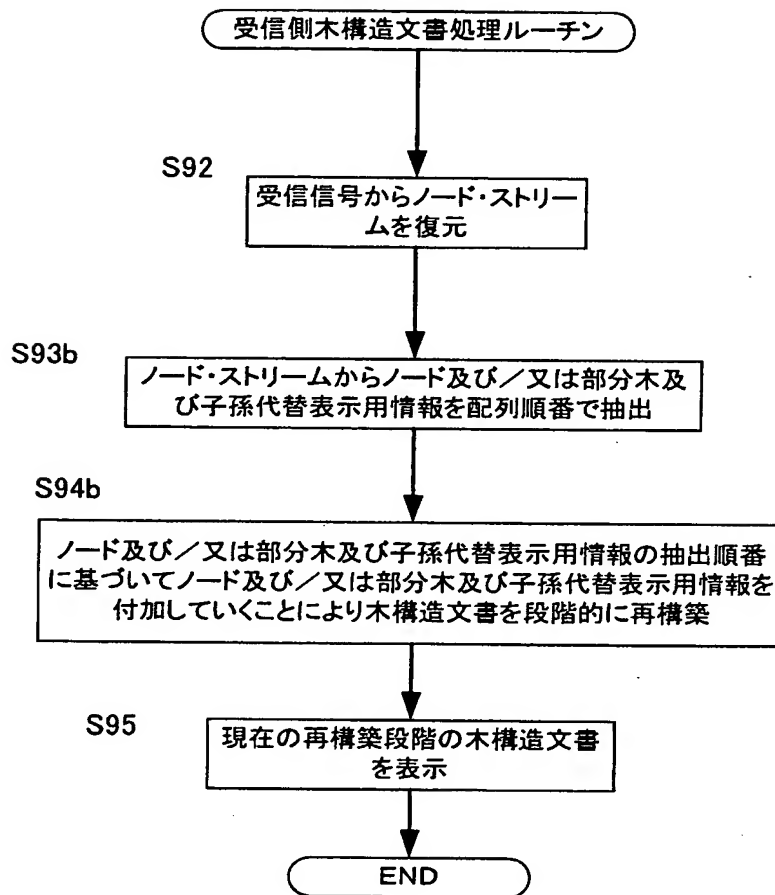 受信側木構造文書処理ルーチン
S92
受信信号からノード・ストリー
ムを復元
S93b
ノード・ストリームからノード及び／又は部分木及
び子孫代替表示用情報を配列順番で抽出
S94b
ノード及び／又は部分木及び子孫代替表示用情報の抽出順番
に基づいてノード及び／又は部分木及び子孫代替表示用情報を
付加していくことにより木構造文書を段階的に再構築
S95
現在の再構築段階の木構造文書
を表示
END